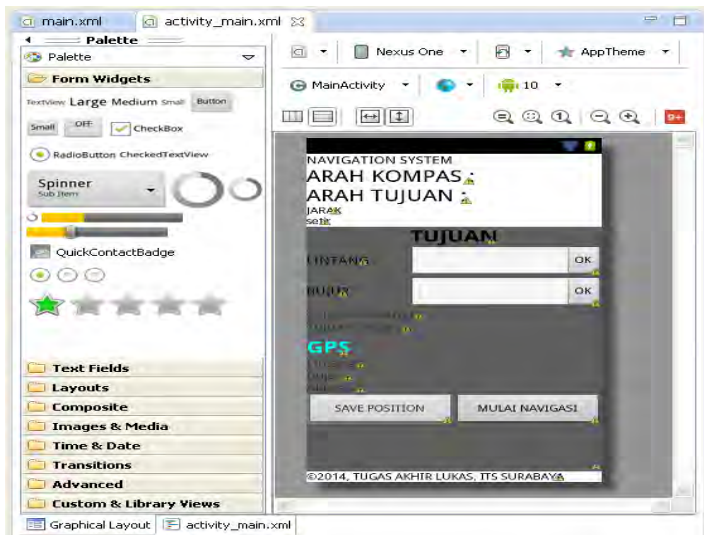 main.xml
activity_main.xml
Palette
Palette
Form Widgets
TextView Large Medium Small Button
Small OFF CheckBox
RadioButton CheckedTextView
Spinner
Sub Item
QuickContactBadge
Text Fields
Layouts
Composite
Images & Media
Time & Date
Transitions
Advanced
Custom & Library Views
Graphical Layout
activity_main.xml
Nexus One
AppTheme
MainActivity
10
9+
NAVIGATION SYSTEM
ARAH KOMPAS :
ARAH TUJUAN :
JARAK
TUJUAN
LINTANG
OK
BUJUR
OK
GPS
SAVE POSITION
MULAI NAVIGASI
©2014, TUGAS AKHIR LUKAS, ITS SURABAYA